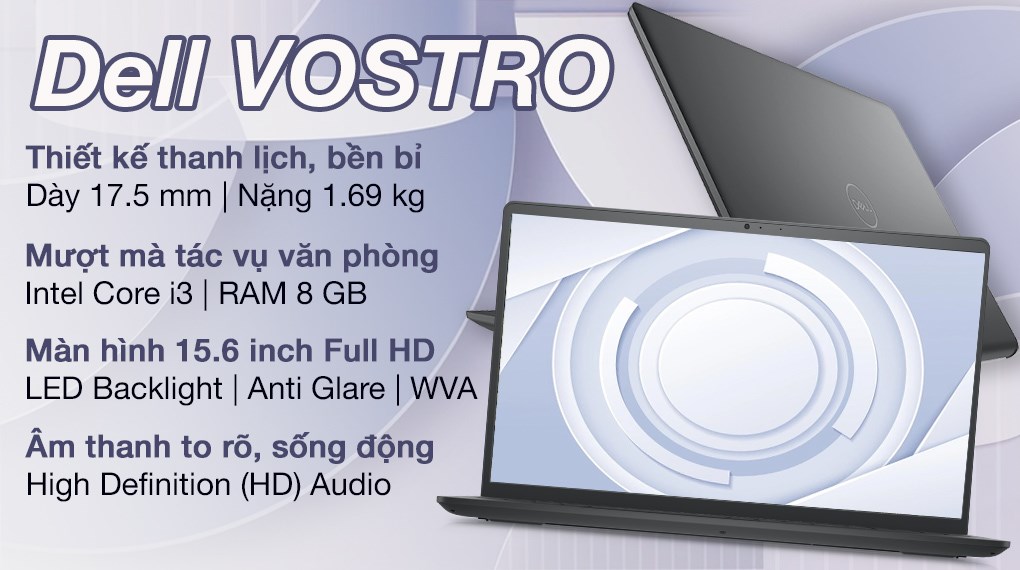 Dell VOSTRO
Thiết kế thanh lịch, bền bỉ
Dày 17.5 mm | Nặng 1.69 kg
Mượt mà tác vụ văn phòng
Intel Core i3 | RAM 8 GB
Màn hình 15.6 inch Full HD
LED Backlight | Anti Glare | WVA
Âm thanh to rõ, sống động
High Definition (HD) Audio
DELL